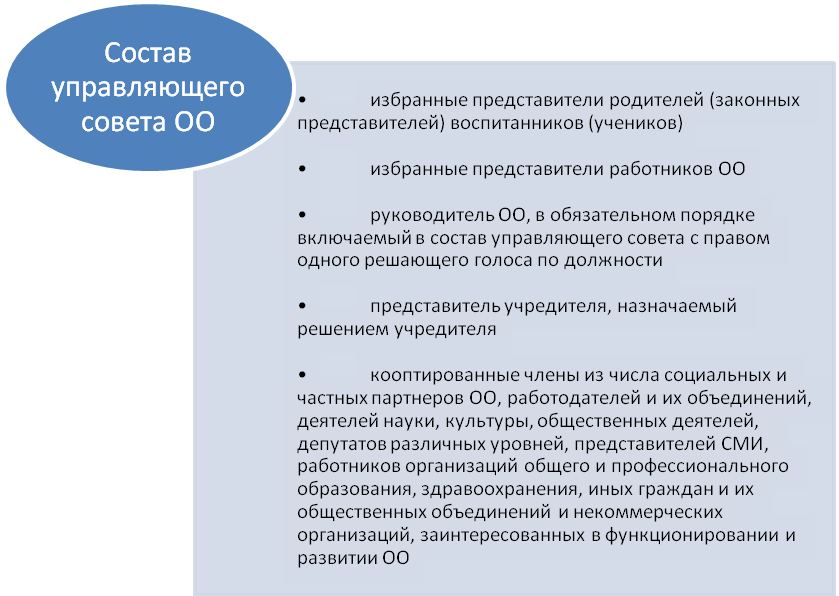 Состав
управляющего
совета ОО
• избранные представители родителей (законных
представителей) воспитанников (учеников)
• избранные представители работников ОО
• руководитель ОО, в обязательном порядке
включаемый в состав управляющего совета с правом
одного решающего голоса по должности
• представитель учредителя, назначаемый
решением учредителя
• кооптированные члены из числа социальных и
частных партнеров ОО, работодателей и их объединений,
деятелей науки, культуры, общественных деятелей,
депутатов различных уровней, представителей СМИ,
работников организаций общего и профессионального
образования, здравоохранения, иных граждан и их
общественных объединений и некоммерческих
организаций, заинтересованных в функционировании и
развитии ОО